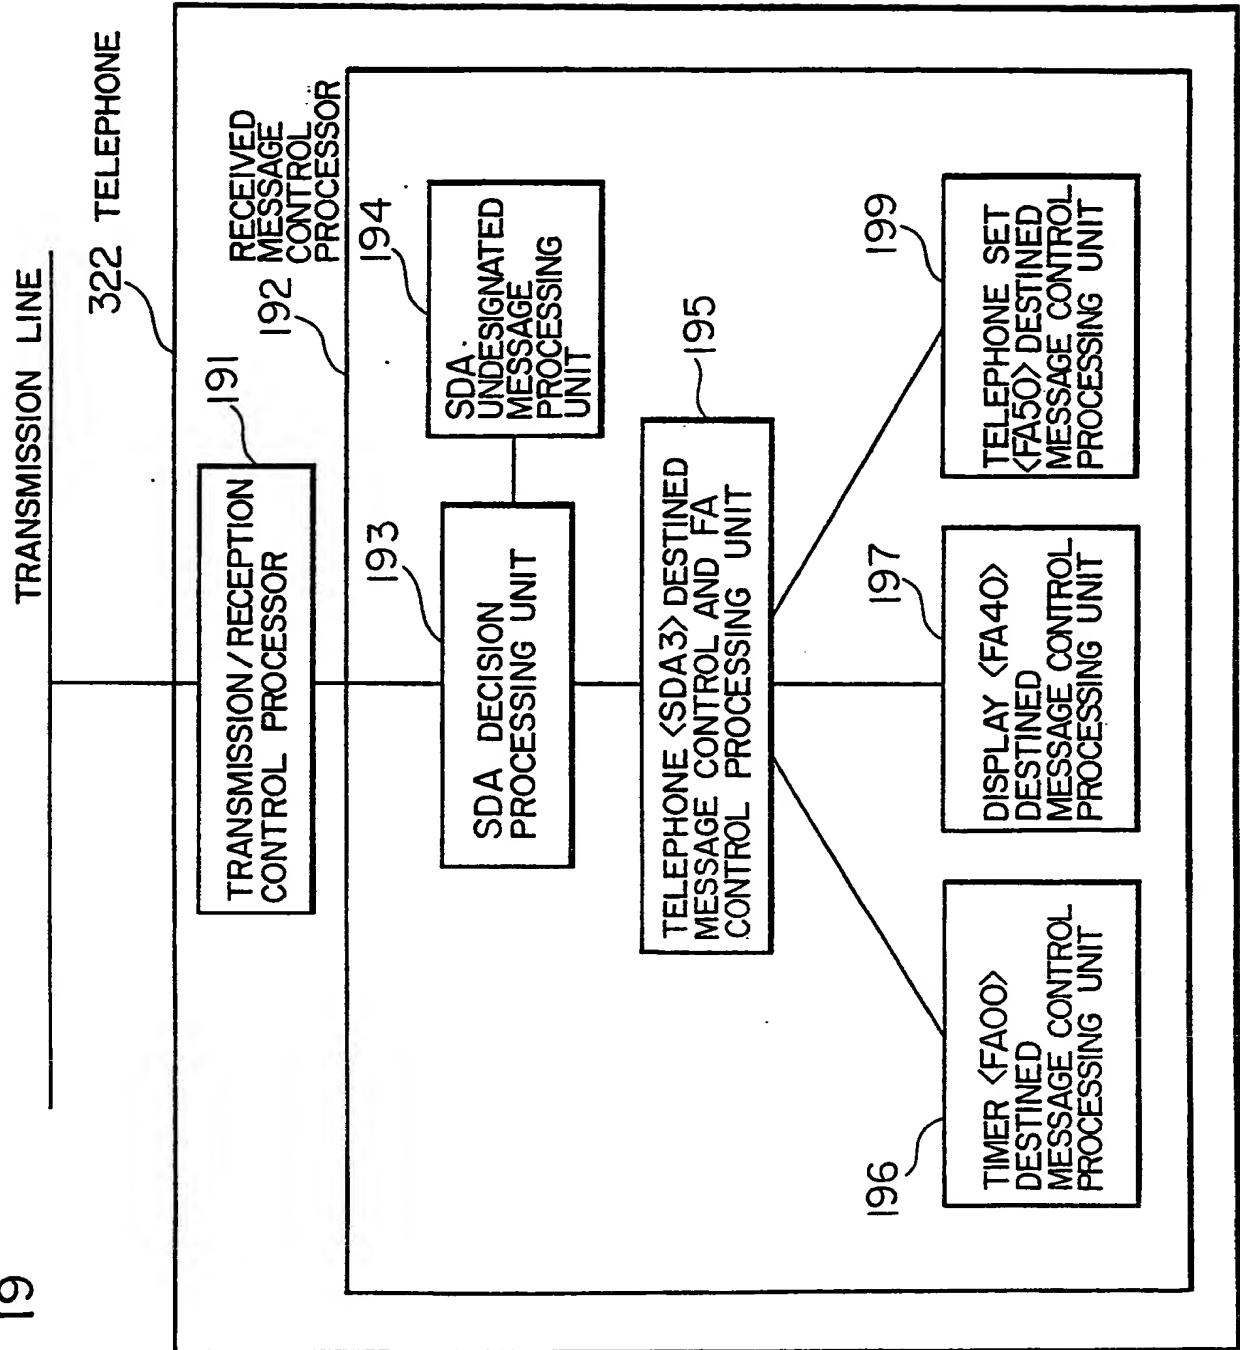 19
TRANSMISSION LINE
322 TELEPHONE
191
TRANSMISSION/RECEPTION
CONTROL PROCESSOR
192
RECEIVED
MESSAGE
CONTROL
PROCESSOR
193
SDA DECISION
PROCESSING UNIT
194
SDA
UNDESIGNATED
MESSAGE
PROCESSING
UNIT
195
TELEPHONE <SDA3> DESTINED
MESSAGE CONTROL AND FA
CONTROL PROCESSING UNIT
196
TIMER <FA00>
DESTINED
MESSAGE CONTROL
PROCESSING UNIT
197
DISPLAY <FA40>
DESTINED
MESSAGE CONTROL
PROCESSING UNIT
199
TELEPHONE SET
<FA50> DESTINED
MESSAGE CONTROL
PROCESSING UNIT